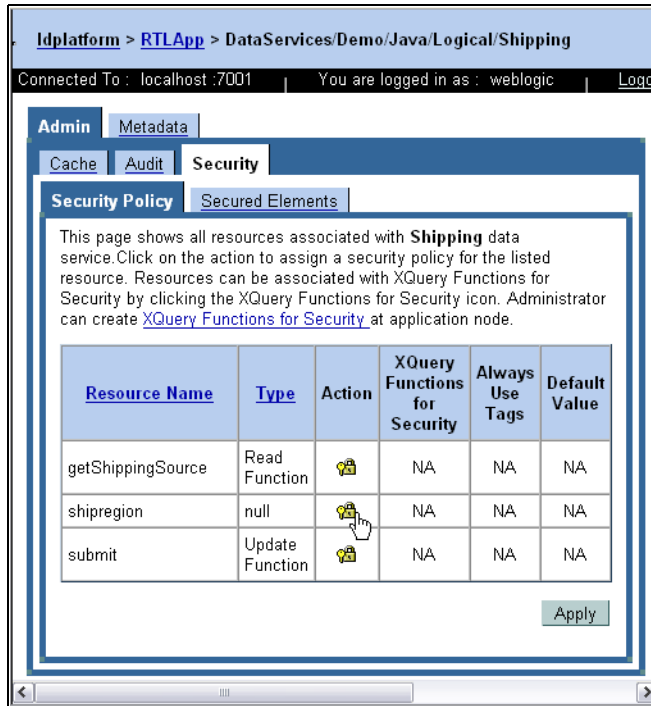 ldplatform > RTLApp > DataServices/Demo/Java/Logical/Shipping
Connected To : localhost :7001 | You are logged in as : weblogic | Logo
Admin Metadata
Cache Audit Security
Security Policy Secured Elements
This page shows all resources associated with Shipping data
service.Click on the action to assign a security policy for the listed
resource. Resources can be associated with XQuery Functions for
Security by clicking the XQuery Functions for Security icon. Administrator
can create XQuery Functions for Security at application node.
Resource Name Type Action XQuery Functions for Security Always Use Tags Default Value
getShippingSource Read Function NA NA NA
shipregion null NA NA NA
submit Update Function NA NA NA
Apply